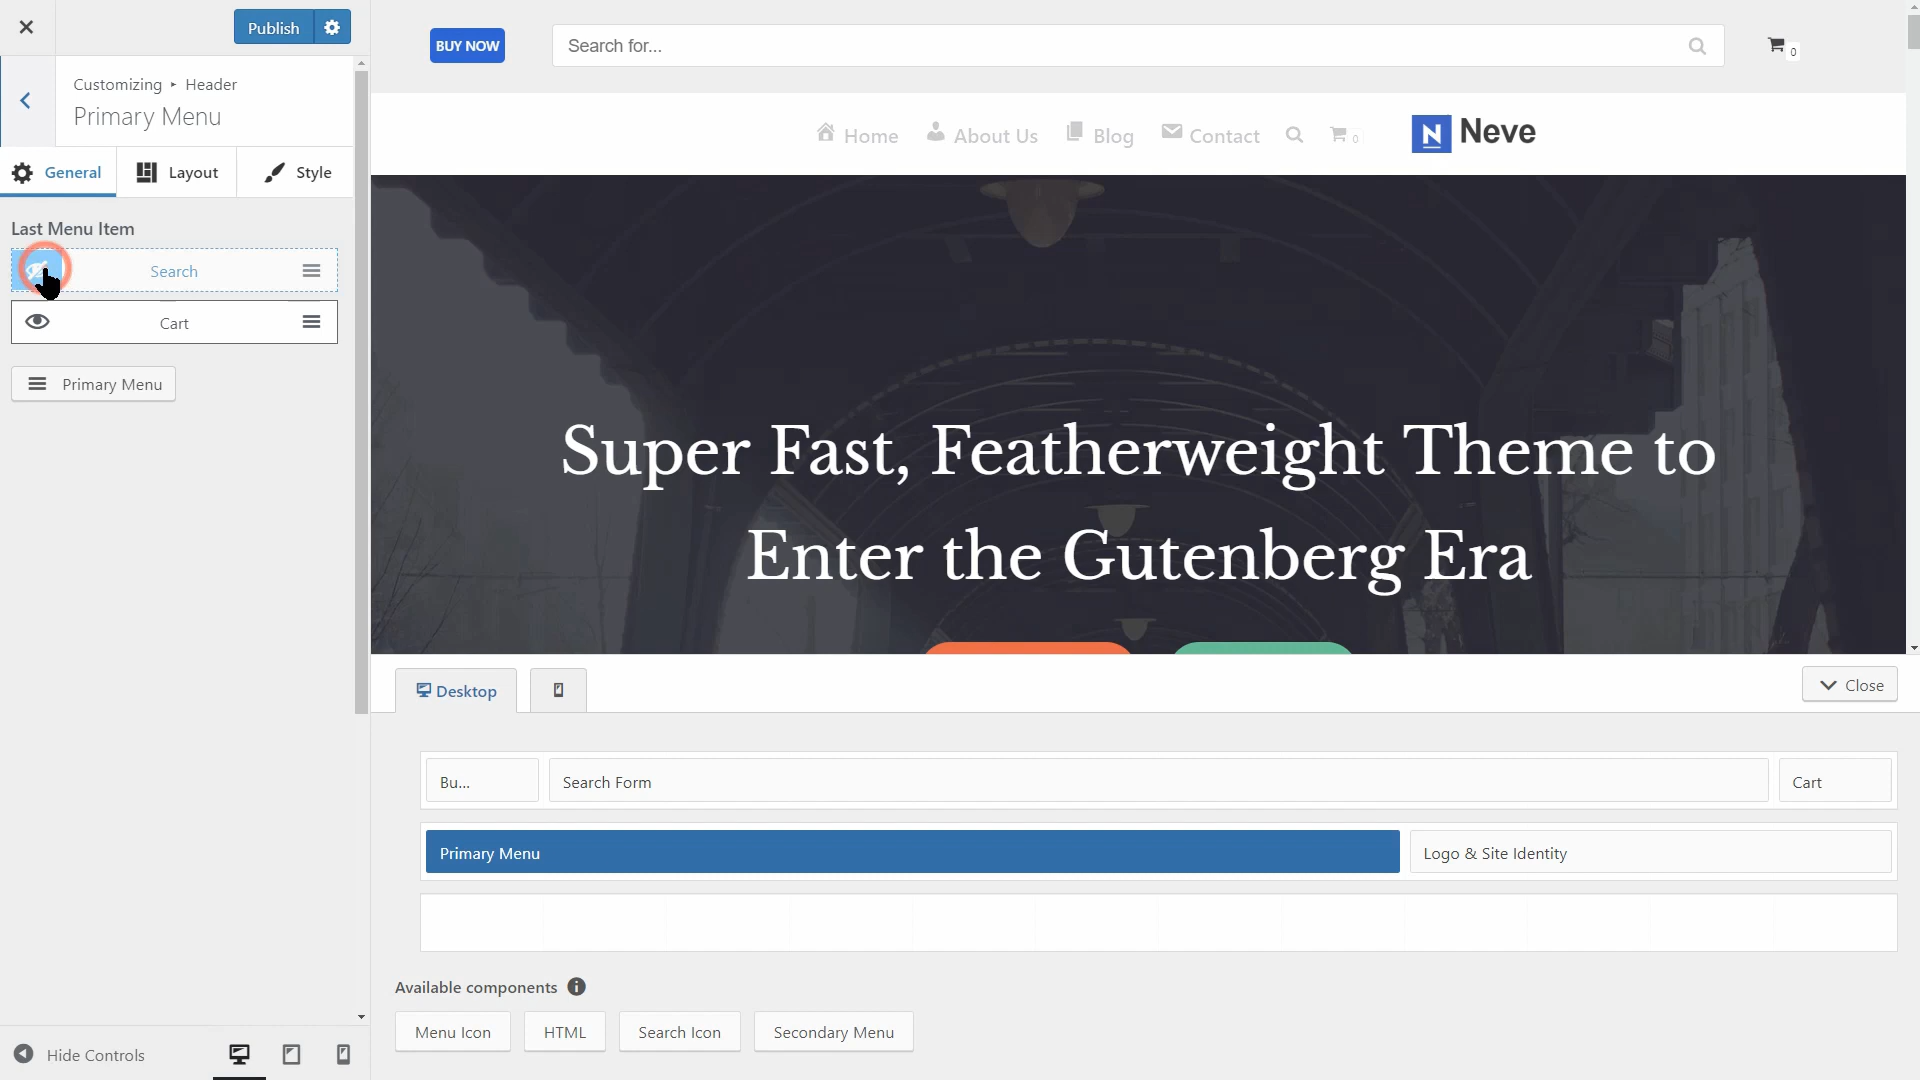 Publish
Customizing ▸ Header
Primary Menu
General
Layout
Style
Last Menu Item
Search
Cart
Primary Menu
Hide Controls
BUY NOW
Search for...
0
Home
About Us
Blog
Contact
0
N Neve
Super Fast, Featherweight Theme to
Enter the Gutenberg Era
Desktop
Close
Bu...
Search Form
Cart
Primary Menu
Logo & Site Identity
Available components
Menu Icon
HTML
Search Icon
Secondary Menu